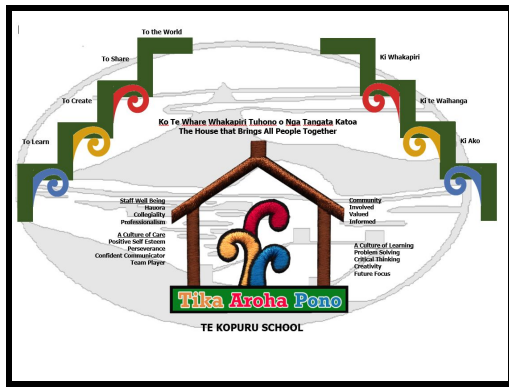 To the World
To Share
To Create
To Learn
Ki Whakapiri
Ki te Waihanga
Ki Ako
Ko Te Whare Whakapiri Tuhono o Nga Tangata Katoa
The House that Brings All People Together
Staff Well Being
Hauora
Collegiality
Professionalism
A Culture of Care
Positive Self Esteem
Perseverance
Confident Communicator
Team Player
Community
Involved
Valued
Informed
A Culture of Learning
Problem Solving
Critical Thinking
Creativity
Future Focus
Tika Aroha Pono
TE KOPURU SCHOOL